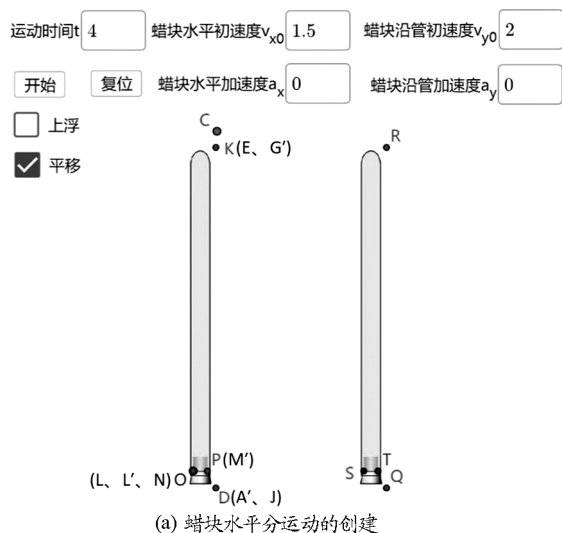 运动时间t 4 蜡块水平初速度vx0 1.5 蜡块沿管初速度vy0 2
开始 复位 蜡块水平加速度ax 0 蜡块沿管加速度ay 0
上浮
平移
C
K(E、G′) R
P(M′) T
(L、L′、N) O S
D(A′、J) Q
(a) 蜡块水平分运动的创建